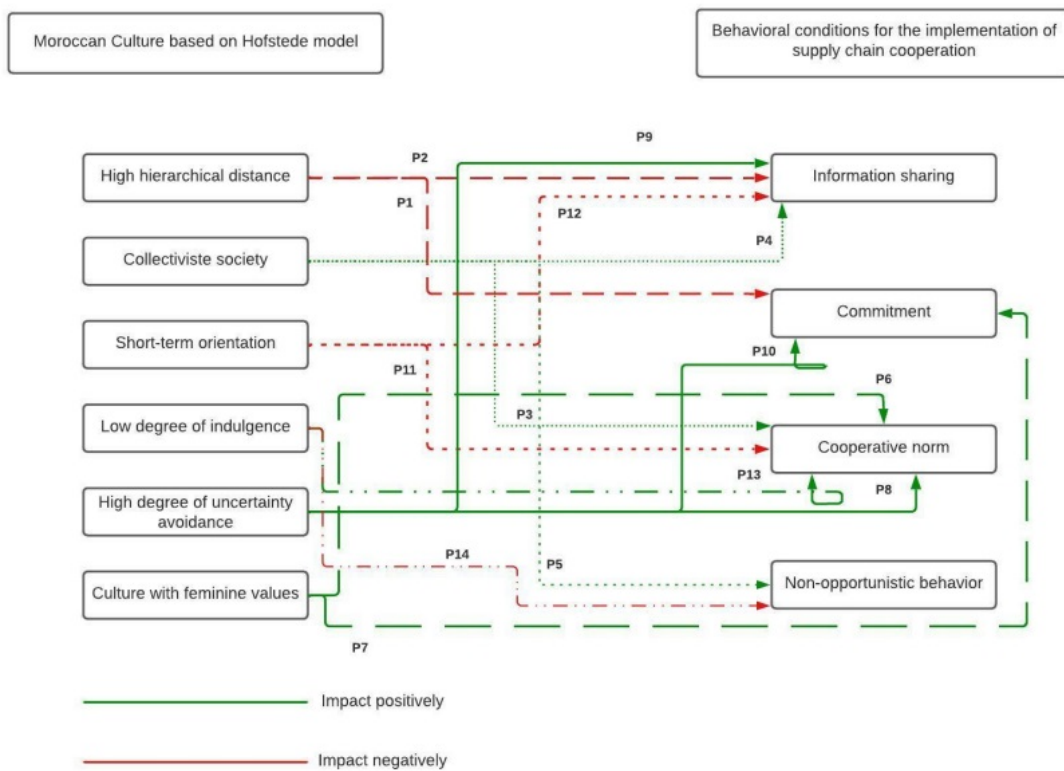 Moroccan Culture based on Hofstede model
Behavioral conditions for the implementation of
supply chain cooperation
P9
High hierarchical distance
P2
Information sharing
P1
P12
P4
Collectiviste society
Commitment
Short-term orientation
P10
P11
P6
Low degree of indulgence
P3
Cooperative norm
P13
P8
High degree of uncertainty
avoidance
P14
P5
Non-opportunistic behavior
Culture with feminine values
P7
Impact positively
Impact negatively